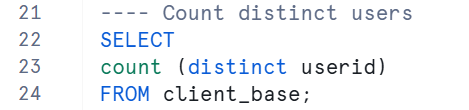 21 ---- Count distinct users
22 SELECT
23 count (distinct userid)
24 FROM client_base;